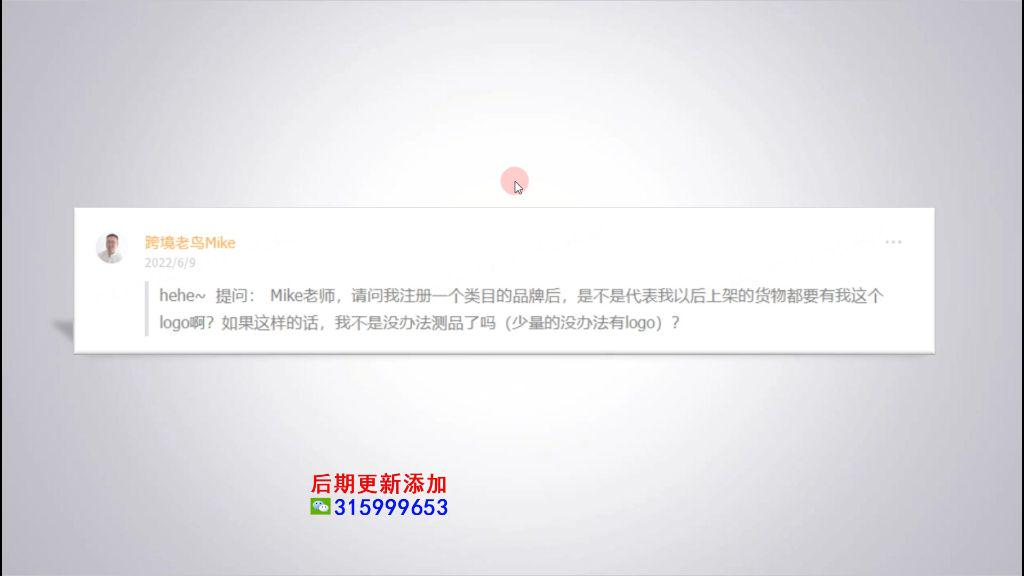 跨境老鸟Mike
2022/6/9
hehe~ 提问： Mike老师，请问我注册一个类目的品牌后，是不是代表我以后上架的货物都要有我这个
logo啊？如果这样的话，我不是没办法测品了吗（少量的没办法有logo）？
后期更新添加
315999653